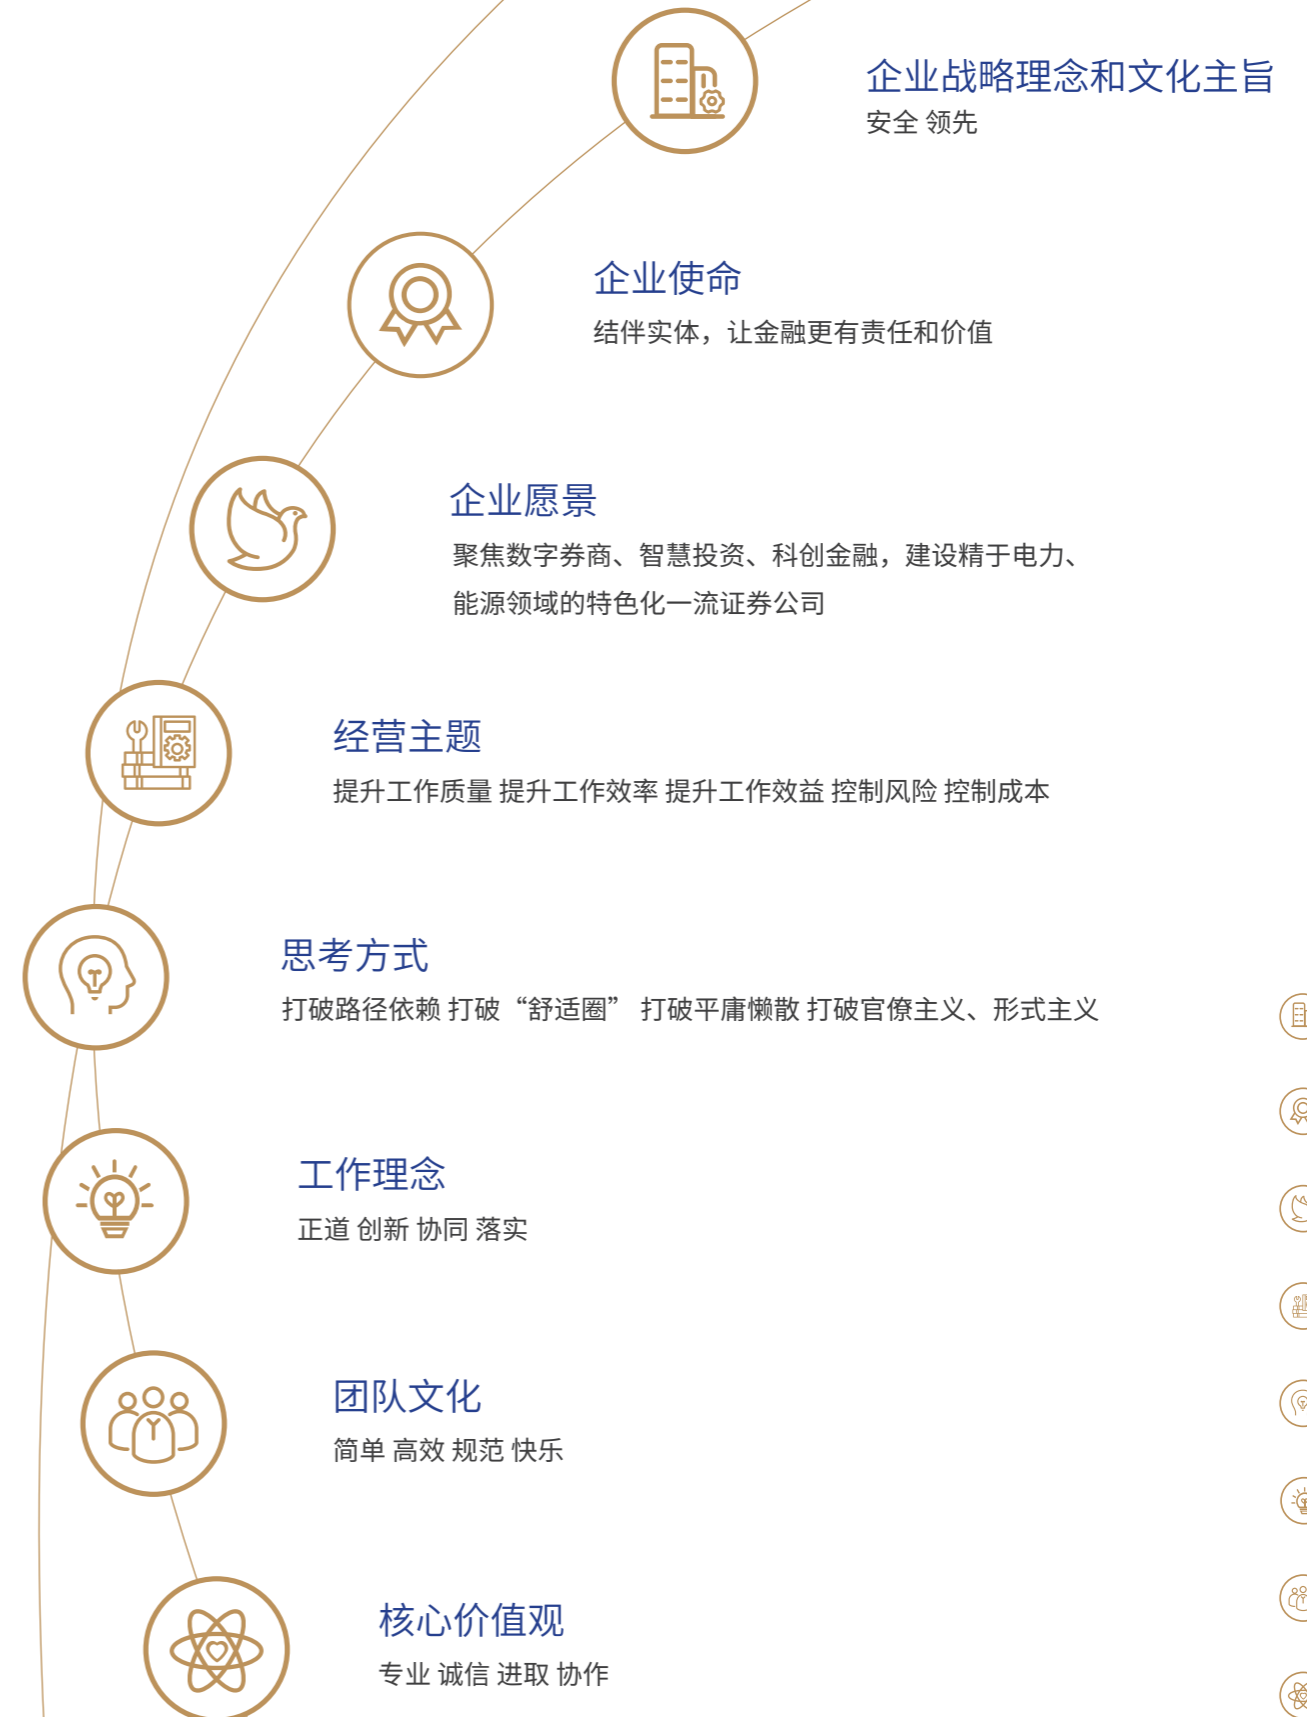 企业战略理念和文化主旨
安全 领先
企业使命
结伴实体，让金融更有责任和价值
企业愿景
聚焦数字券商、智慧投资、科创金融，建设精于电力、
能源领域的特色化一流证券公司
经营主题
提升工作质量 提升工作效率 提升工作效益 控制风险 控制成本
思考方式
打破路径依赖 打破“舒适圈” 打破平庸懒散 打破官僚主义、形式主义
工作理念
正道 创新 协同 落实
团队文化
简单 高效 规范 快乐
核心价值观
专业 诚信 进取 协作